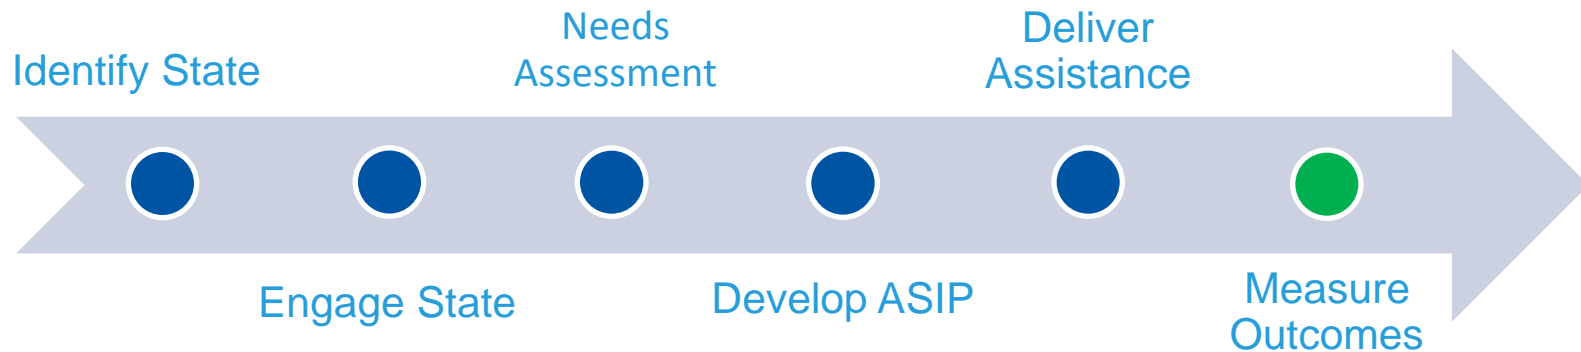 Identify State
Engage State
Needs
Assessment
Develop ASIP
Deliver
Assistance
Measure
Outcomes